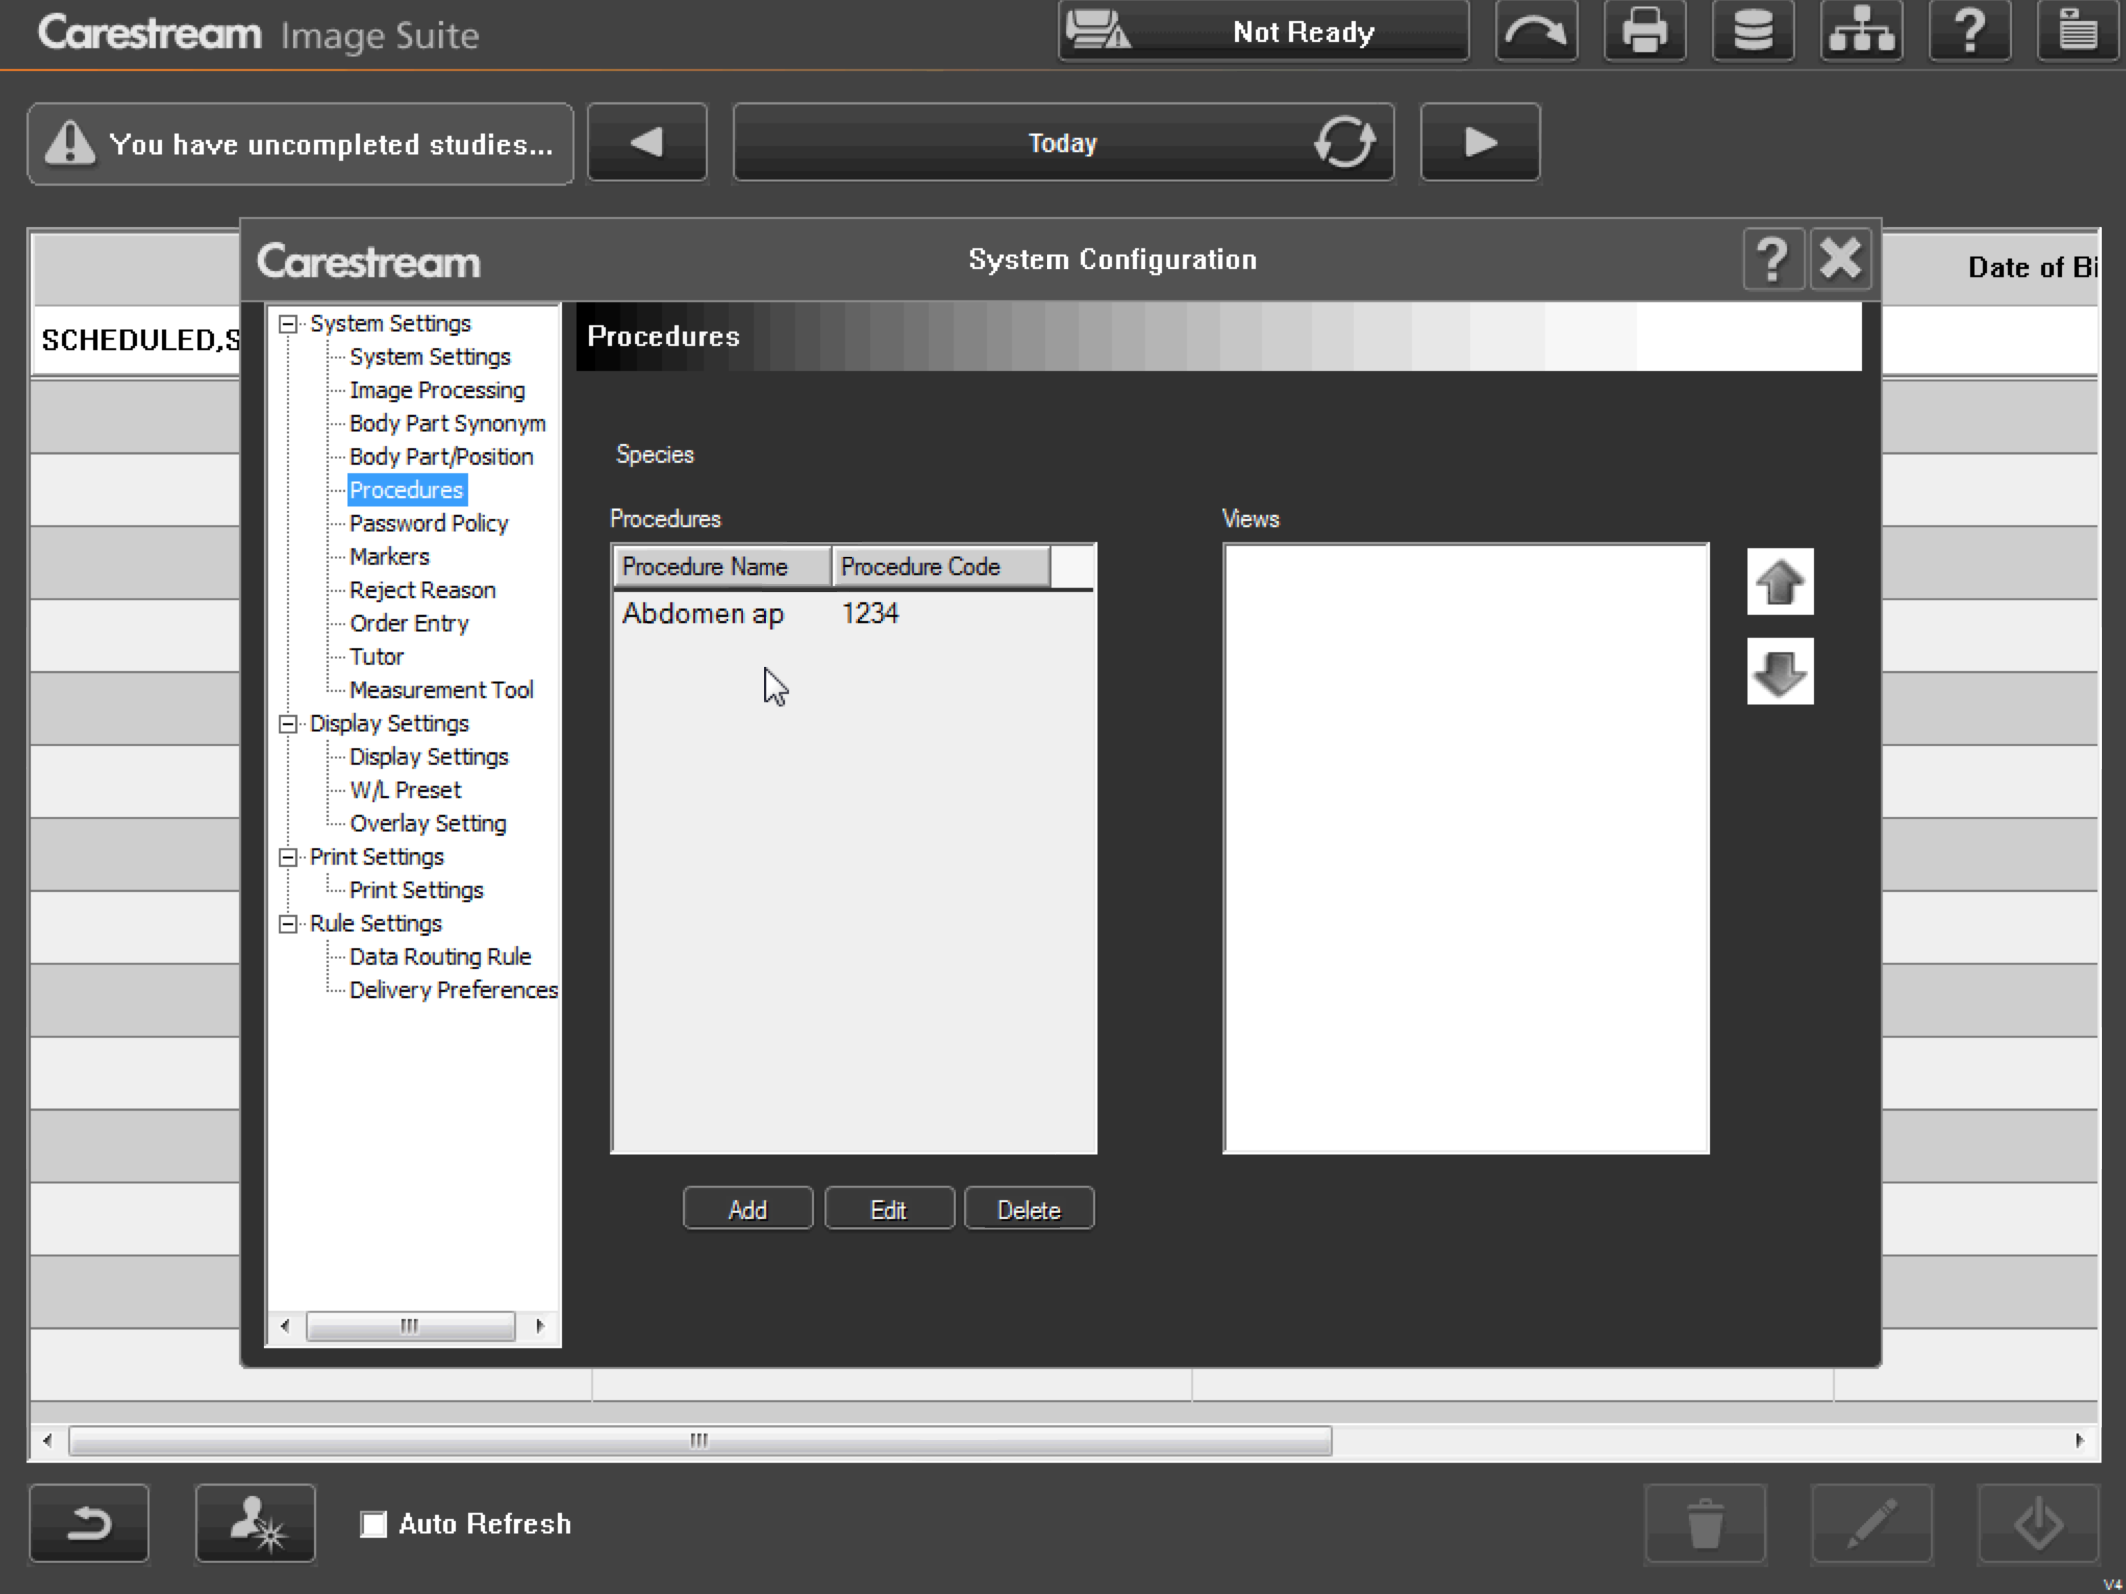 Carestream Image Suite
Not Ready
?
You have uncompleted studies...
Today
Carestream
System Configuration
?
Date of Bi
SCHEDULED,S
System Settings
System Settings
Image Processing
Body Part Synonym
Body Part/Position
Procedures
Password Policy
Markers
Reject Reason
Order Entry
Tutor
Measurement Tool
Display Settings
Display Settings
W/L Preset
Overlay Setting
Print Settings
Print Settings
Rule Settings
Data Routing Rule
Delivery Preferences
Procedures
Species
Procedures
Views
Procedure Name Procedure Code
Abdomen ap 1234
Add Edit Delete
Auto Refresh
V4